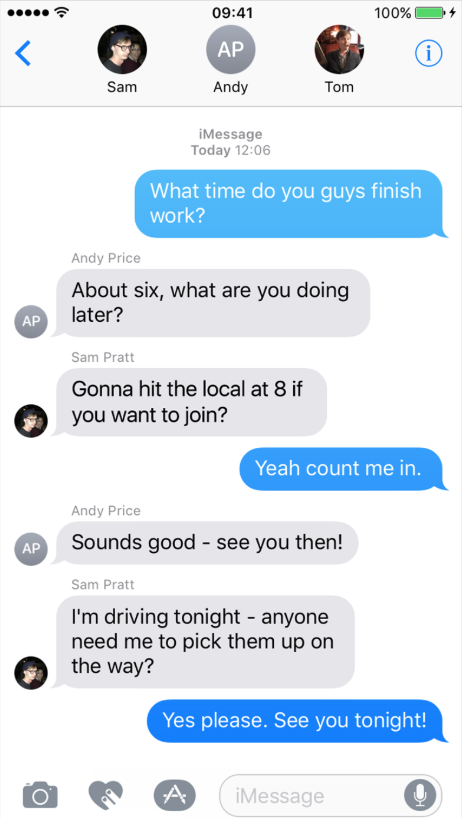 09:41
100%
AP
Sam
Andy
Tom
iMessage
Today 12:06
What time do you guys finish
work?
Andy Price
About six, what are you doing
later?
AP
Sam Pratt
Gonna hit the local at 8 if
you want to join?
Yeah count me in.
Andy Price
Sounds good - see you then!
AP
Sam Pratt
I'm driving tonight - anyone
need me to pick them up on
the way?
Yes please. See you tonight!
iMessage